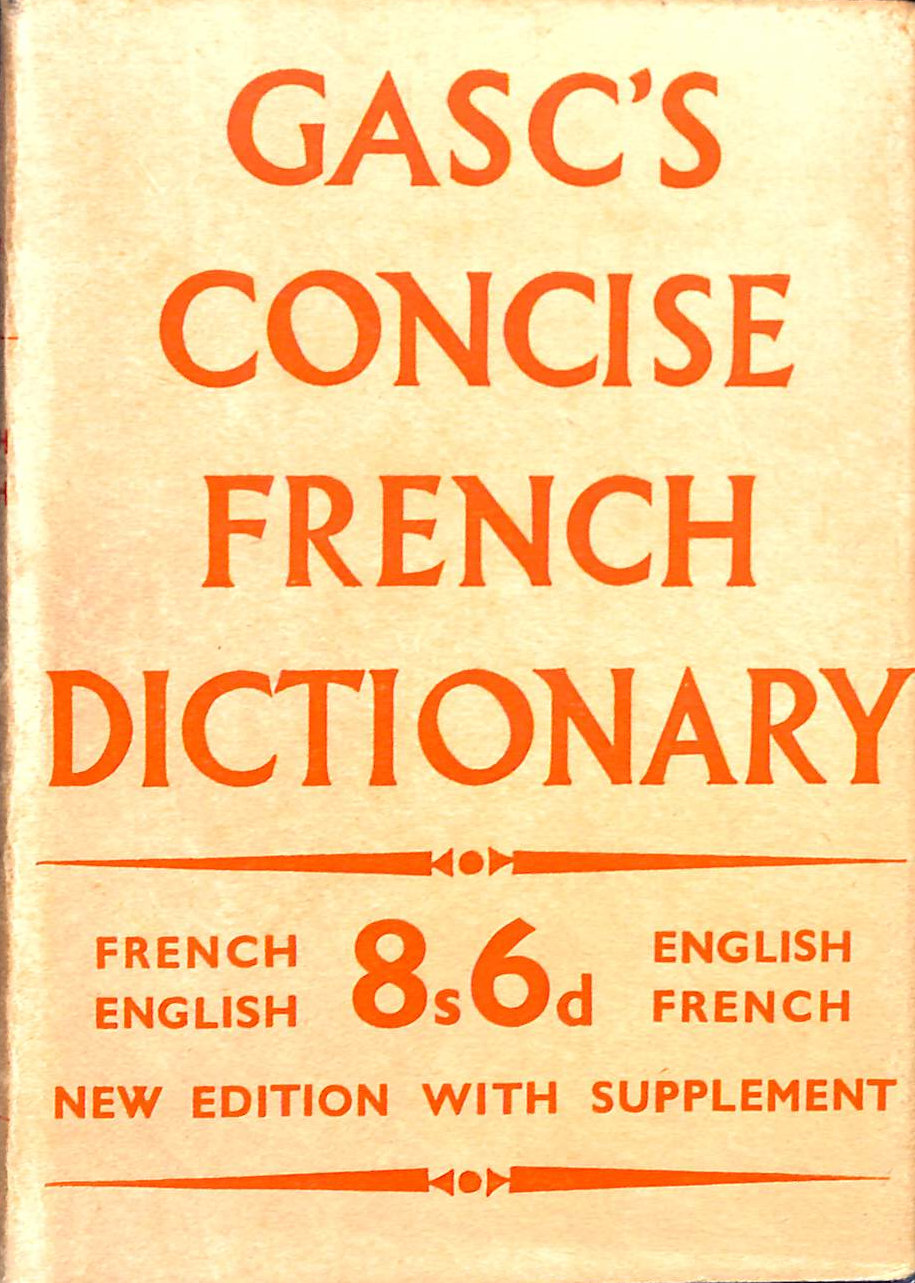 GASC'S
CONCISE
FRENCH
DICTIONARY
FRENCH ENGLISH 8s6d ENGLISH FRENCH
NEW EDITION WITH SUPPLEMENT